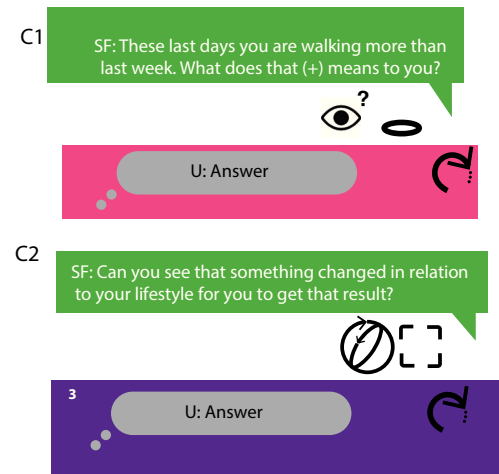 C1
SF: These last days you are walking more than
last week. What does that (+) means to you?
?
U: Answer
C2
SF: Can you see that something changed in relation
to your lifestyle for you to get that result?
3
U: Answer